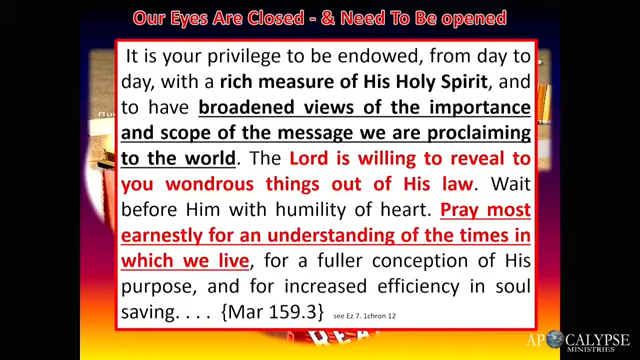 Our Eyes Are Closed - & Need To Be opened
It is your privilege to be endowed, from day to
day, with a rich measure of His Holy Spirit, and
to have broadened views of the importance
and scope of the message we are proclaiming
to the world. The Lord is willing to reveal to
you wondrous things out of His law. Wait
before Him with humility of heart. Pray most
earnestly for an understanding of the times in
which we live, for a fuller conception of His
purpose, and for increased efficiency in soul
saving. . . . {Mar 159.3} see Ez 7. 1chron 12
APOCALYPSE
MINISTRIES